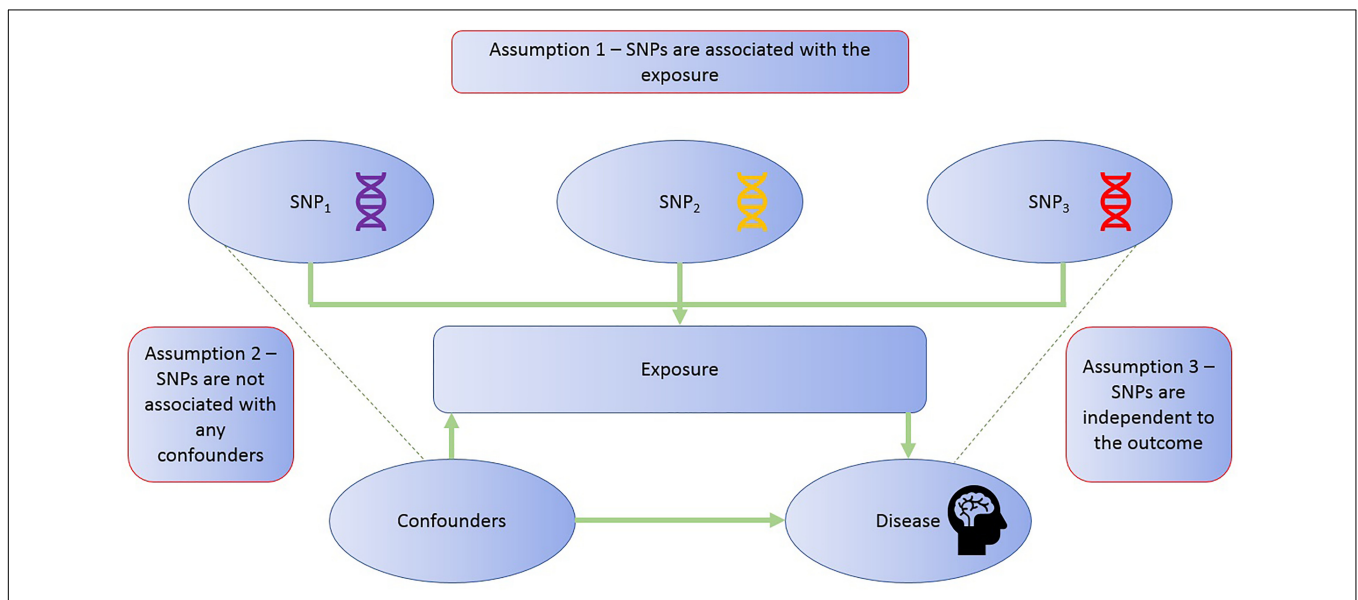 Assumption 1 – SNPs are associated with the
exposure
SNP1
SNP2
SNP3
Assumption 2 –
SNPs are not
associated with
any
confounders
Exposure
Assumption 3 –
SNPs are
independent to
the outcome
Confounders
Disease